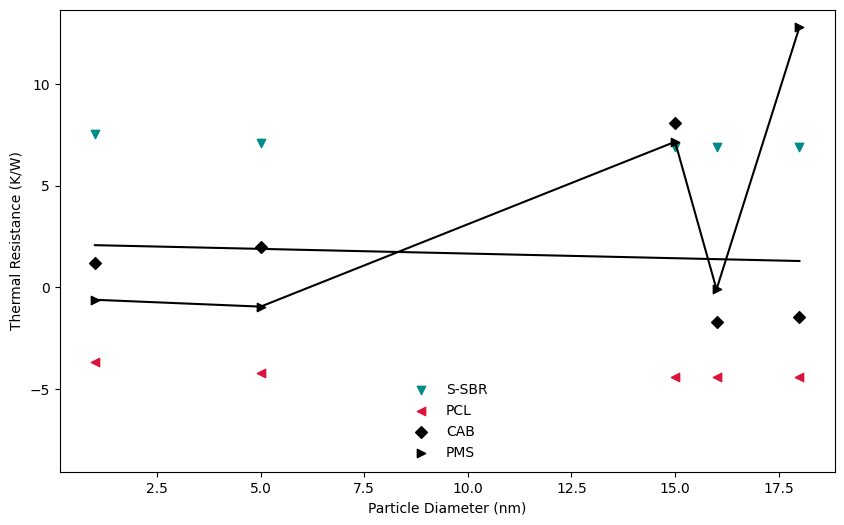 10
5
0
−5
Thermal Resistance (K/W)
S-SBR
PCL
CAB
PMS
2.5
5.0
7.5
10.0
12.5
15.0
17.5
Particle Diameter (nm)